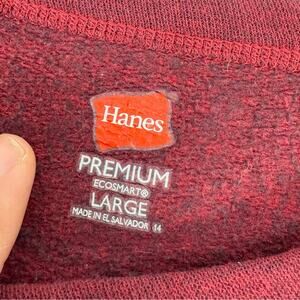 Hanes
PREMIUM
ECOSMART®
LARGE
MADE IN EL SALVADOR 14